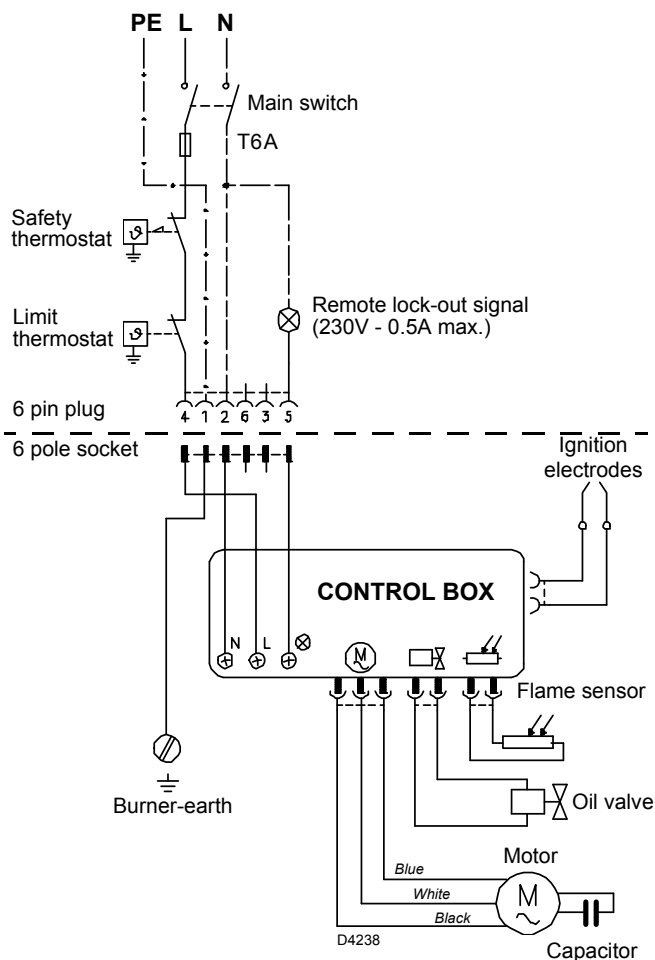 PE L N
Main switch
T6A
Safety
thermostat
ϑ
Limit
thermostat
ϑ
Remote lock-out signal
(230V - 0.5A max.)
6 pin plug
4 1 2 6 3 5
6 pole socket
Ignition
electrodes
CONTROL BOX
N L
M
Flame sensor
Burner-earth
Oil valve
Motor
Blue
White
Black
M
D4238
Capacitor